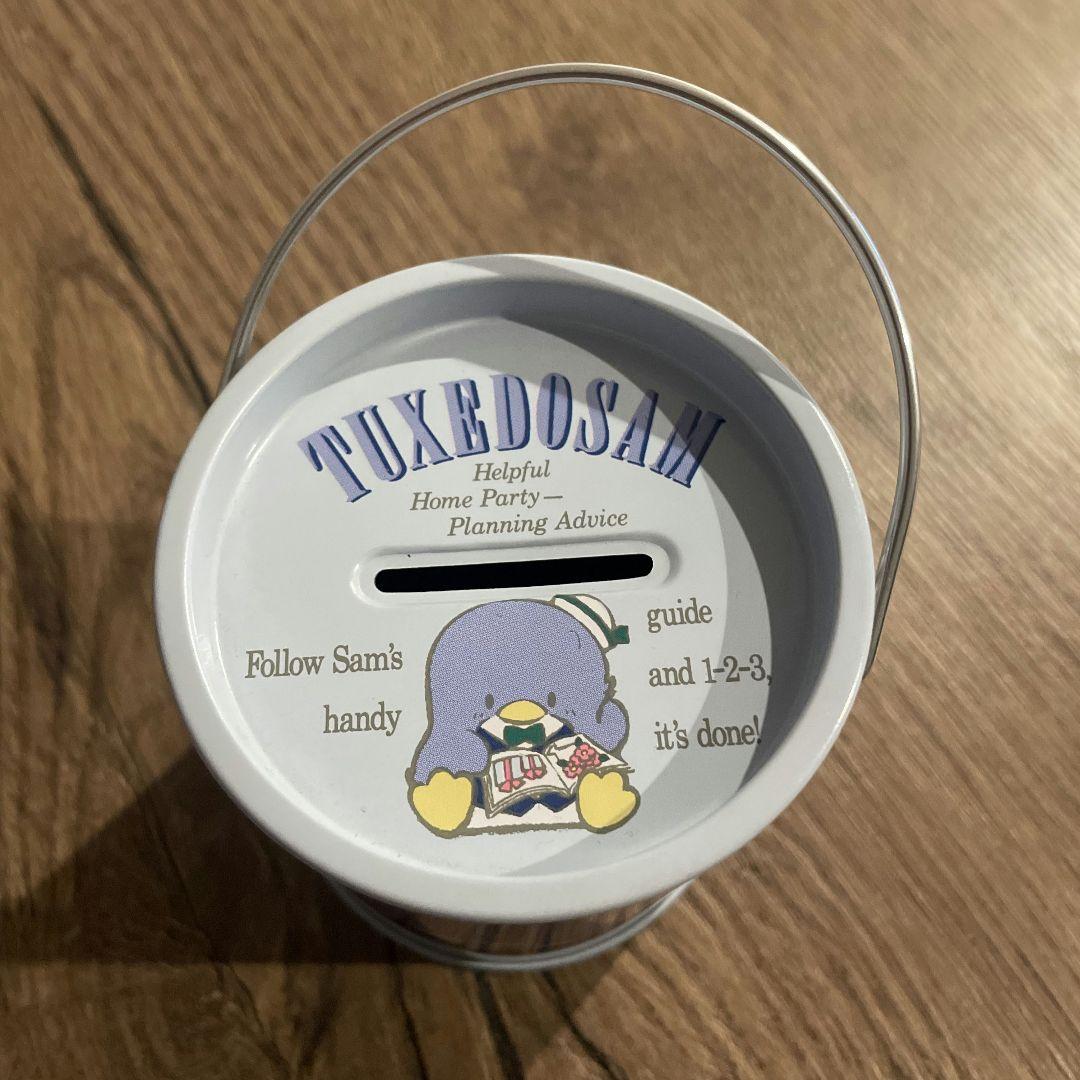 TUXEDOSAM
Helpful
Home Party—
Planning Advice
Follow Sam's
handy
guide
and 1-2-3,
it's done!